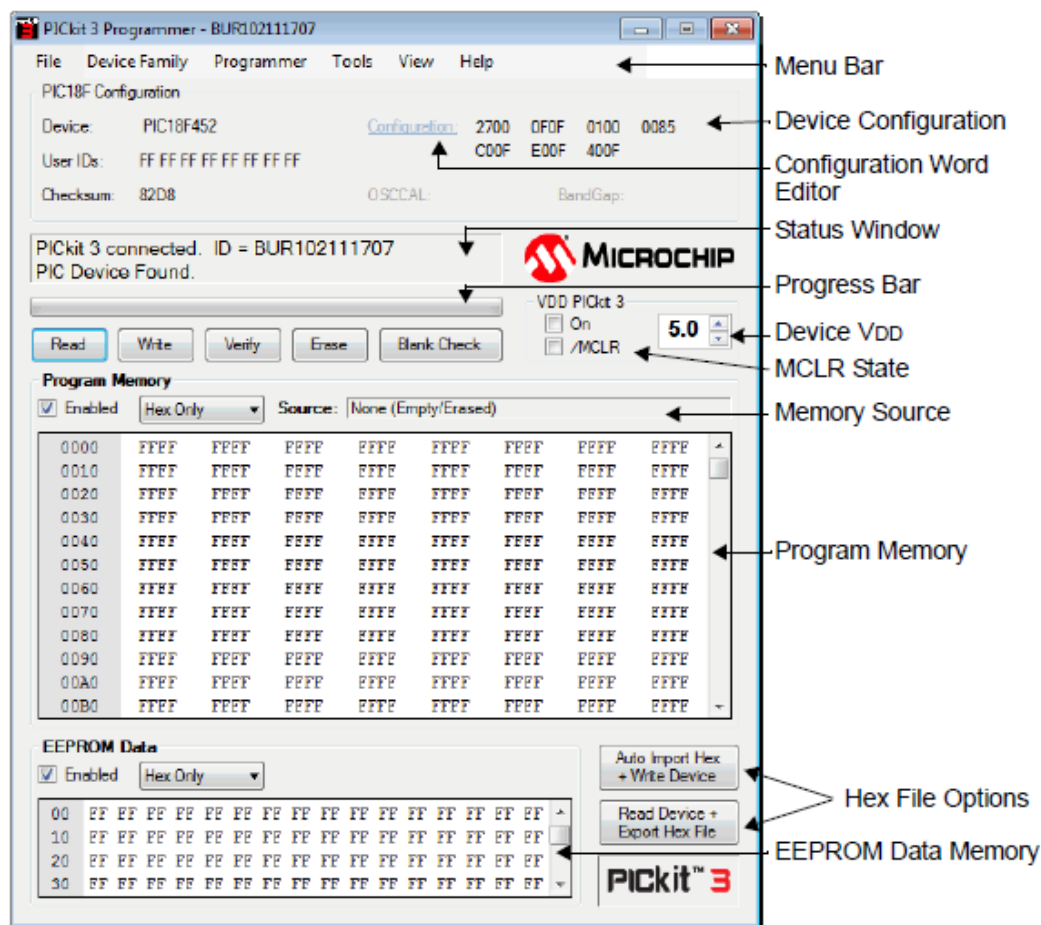 PICkit 3 Programmer - BUR102111707
File Device Family Programmer Tools View Help
Menu Bar
PIC18F Configuration
Device: PIC18F452 Configuration: 2700 0F0F 0100 0085
Device Configuration
User IDs: FF FF FF FF FF FF FF FF C00F E00F 400F
Configuration Word
Editor
Checksum: 82D8 OSCCAL: BandGap:
Status Window
PICkit 3 connected. ID = BUR102111707
PIC Device Found.
MICROCHIP
Progress Bar
VDD PICkit 3
On
/MCLR
5.0
Device VDD
MCLR State
Read Write Verify Erase Blank Check
Program Memory
Enabled Hex Only Source: None (Empty/Erased)
Memory Source
0000 FFFF FFFF FFFF FFFF FFFF FFFF FFFF FFFF
0010 FFFF FFFF FFFF FFFF FFFF FFFF FFFF FFFF
0020 FFFF FFFF FFFF FFFF FFFF FFFF FFFF FFFF
0030 FFFF FFFF FFFF FFFF FFFF FFFF FFFF FFFF
0040 FFFF FFFF FFFF FFFF FFFF FFFF FFFF FFFF
0050 FFFF FFFF FFFF FFFF FFFF FFFF FFFF FFFF
0060 FFFF FFFF FFFF FFFF FFFF FFFF FFFF FFFF
0070 FFFF FFFF FFFF FFFF FFFF FFFF FFFF FFFF
0080 FFFF FFFF FFFF FFFF FFFF FFFF FFFF FFFF
0090 FFFF FFFF FFFF FFFF FFFF FFFF FFFF FFFF
00A0 FFFF FFFF FFFF FFFF FFFF FFFF FFFF FFFF
00B0 FFFF FFFF FFFF FFFF FFFF FFFF FFFF FFFF
Program Memory
EEPROM Data
Enabled Hex Only
Auto Import Hex
+ Write Device
Read Device +
Export Hex File
Hex File Options
00 FF FF FF FF FF FF FF FF FF FF FF FF FF FF FF FF
10 FF FF FF FF FF FF FF FF FF FF FF FF FF FF FF FF
20 FF FF FF FF FF FF FF FF FF FF FF FF FF FF FF FF
30 FF FF FF FF FF FF FF FF FF FF FF FF FF FF FF FF
EEPROM Data Memory
PICkit™ 3